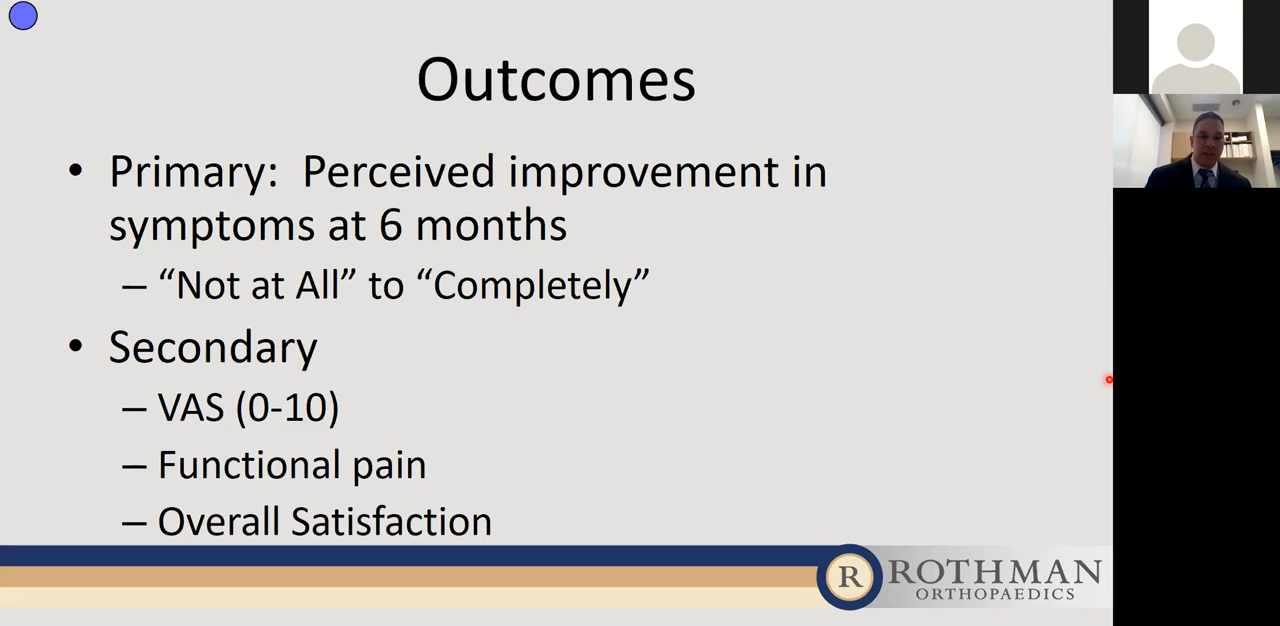 Outcomes
• Primary:  Perceived improvement in
symptoms at 6 months
– “Not at All” to “Completely”
• Secondary
– VAS (0-10)
– Functional pain
– Overall Satisfaction
R ROTHMAN
ORTHOPAEDICS